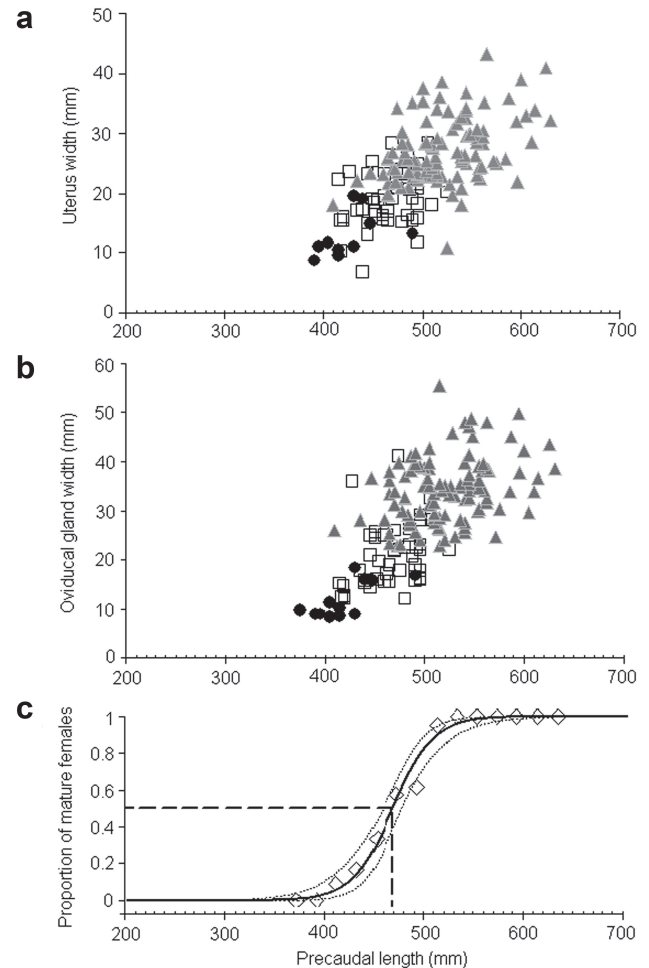 a
Uterus width (mm)
50
40
30
20
10
0
200 300 400 500 600 700
b
Oviducal gland width (mm)
60
50
40
30
20
10
0
200 300 400 500 600 700
c
Proportion of mature females
1
0.8
0.6
0.4
0.2
0
200 300 400 500 600 700
Precaudal length (mm)